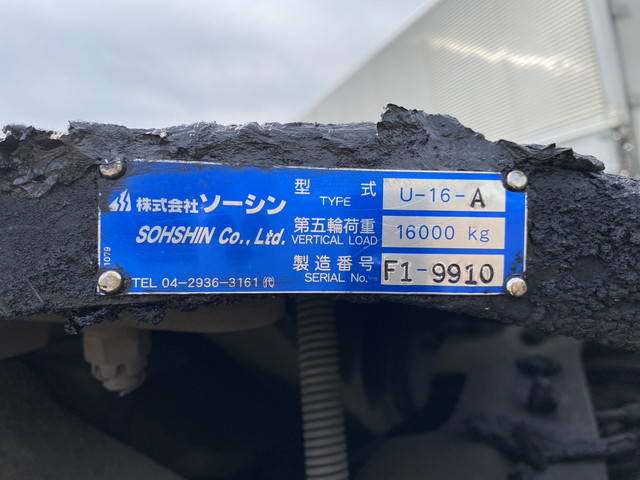 株式会社ソーシン
SOHSHIN Co., Ltd.
TEL 04-2936-3161㈹
1079
型式 U-16-A
TYPE
第五輪荷重 16000 kg
VERTICAL LOAD
製造番号 F1-9910
SERIAL No.